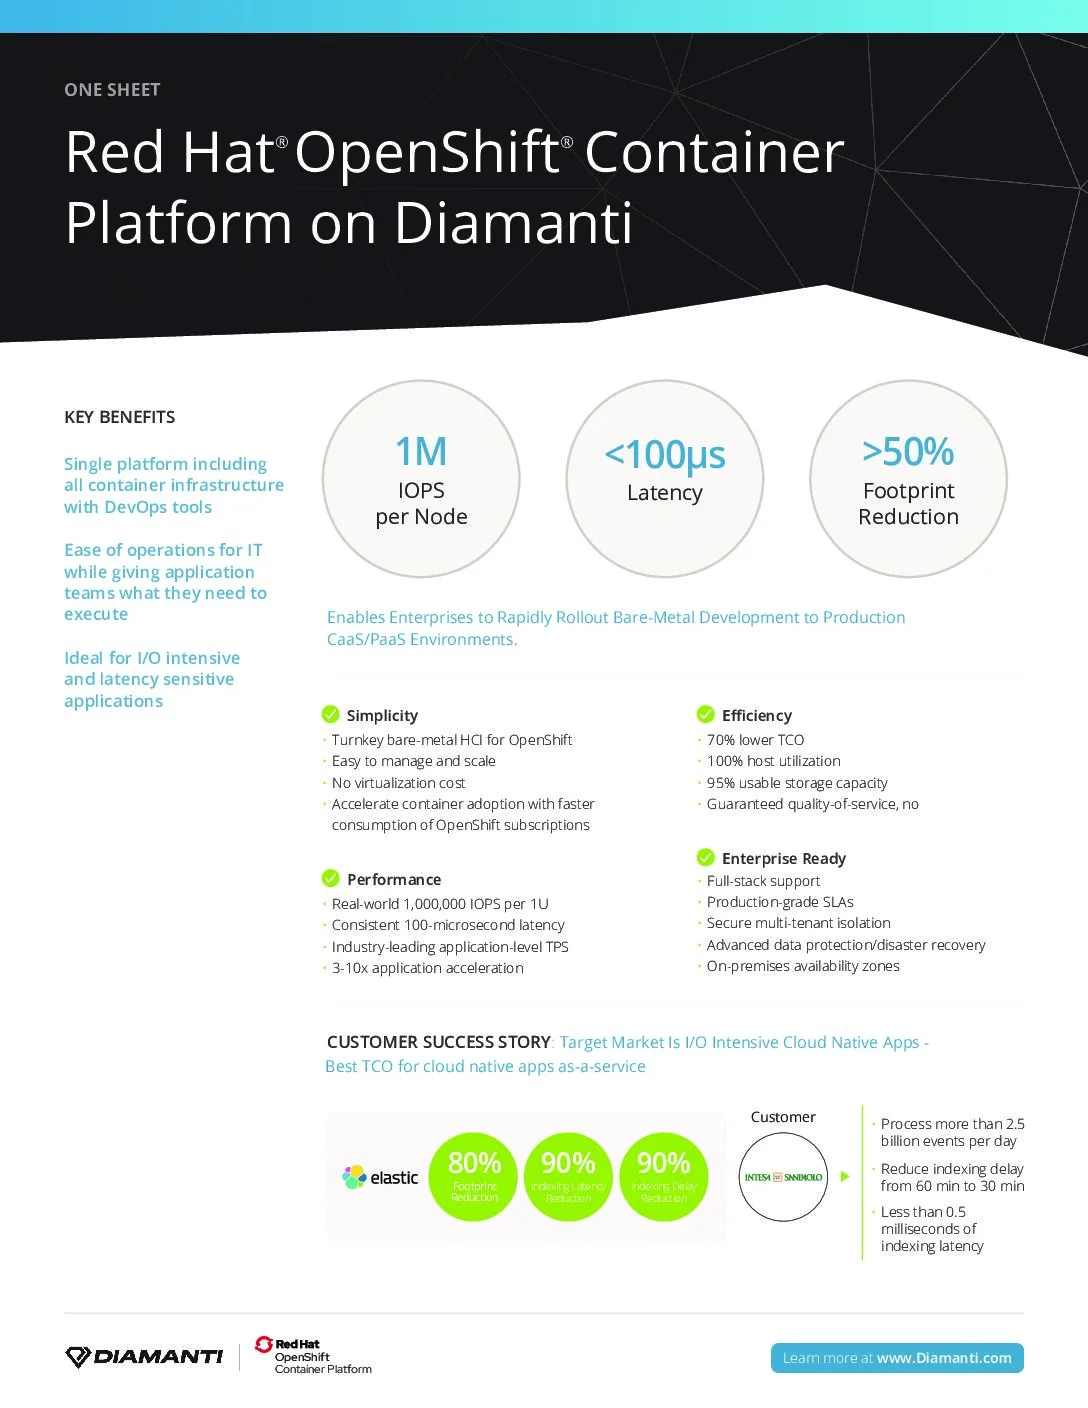 ONE SHEET
Red Hat® OpenShift® Container
Platform on Diamanti
KEY BENEFITS
Single platform including
all container infrastructure
with DevOps tools
Ease of operations for IT
while giving application
teams what they need to
execute
Ideal for I/O intensive
and latency sensitive
applications
1M
IOPS
per Node
<100µs
Latency
>50%
Footprint
Reduction
Enables Enterprises to Rapidly Rollout Bare-Metal Development to Production
CaaS/PaaS Environments.
Simplicity
· Turnkey bare-metal HCI for OpenShift
· Easy to manage and scale
· No virtualization cost
· Accelerate container adoption with faster
consumption of OpenShift subscriptions
Performance
· Real-world 1,000,000 IOPS per 1U
· Consistent 100-microsecond latency
· Industry-leading application-level TPS
· 3-10x application acceleration
Efficiency
· 70% lower TCO
· 100% host utilization
· 95% usable storage capacity
· Guaranteed quality-of-service, no
Enterprise Ready
· Full-stack support
· Production-grade SLAs
· Secure multi-tenant isolation
· Advanced data protection/disaster recovery
· On-premises availability zones
CUSTOMER SUCCESS STORY: Target Market Is I/O Intensive Cloud Native Apps -
Best TCO for cloud native apps as-a-service
elastic
80%
Footprint
Reduction
90%
Indexing Latency
Reduction
90%
Indexing Delay
Reduction
Customer
INTESA SANPAOLO
· Process more than 2.5
billion events per day
· Reduce indexing delay
from 60 min to 30 min
· Less than 0.5
milliseconds of
indexing latency
DIAMANTI
Red Hat
OpenShift
Container Platform
Learn more at www.Diamanti.com